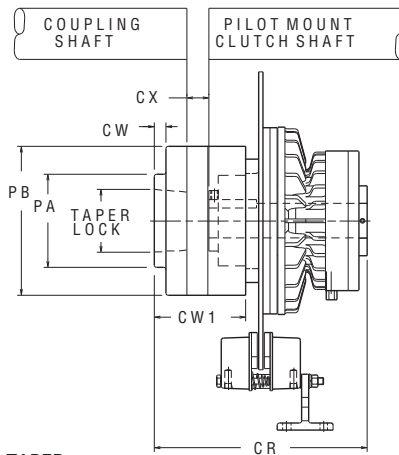 COUPLING
SHAFT
PILOT MOUNT
CLUTCH SHAFT
CX
CW
PB
PA
TAPER
LOCK
CW1
CR